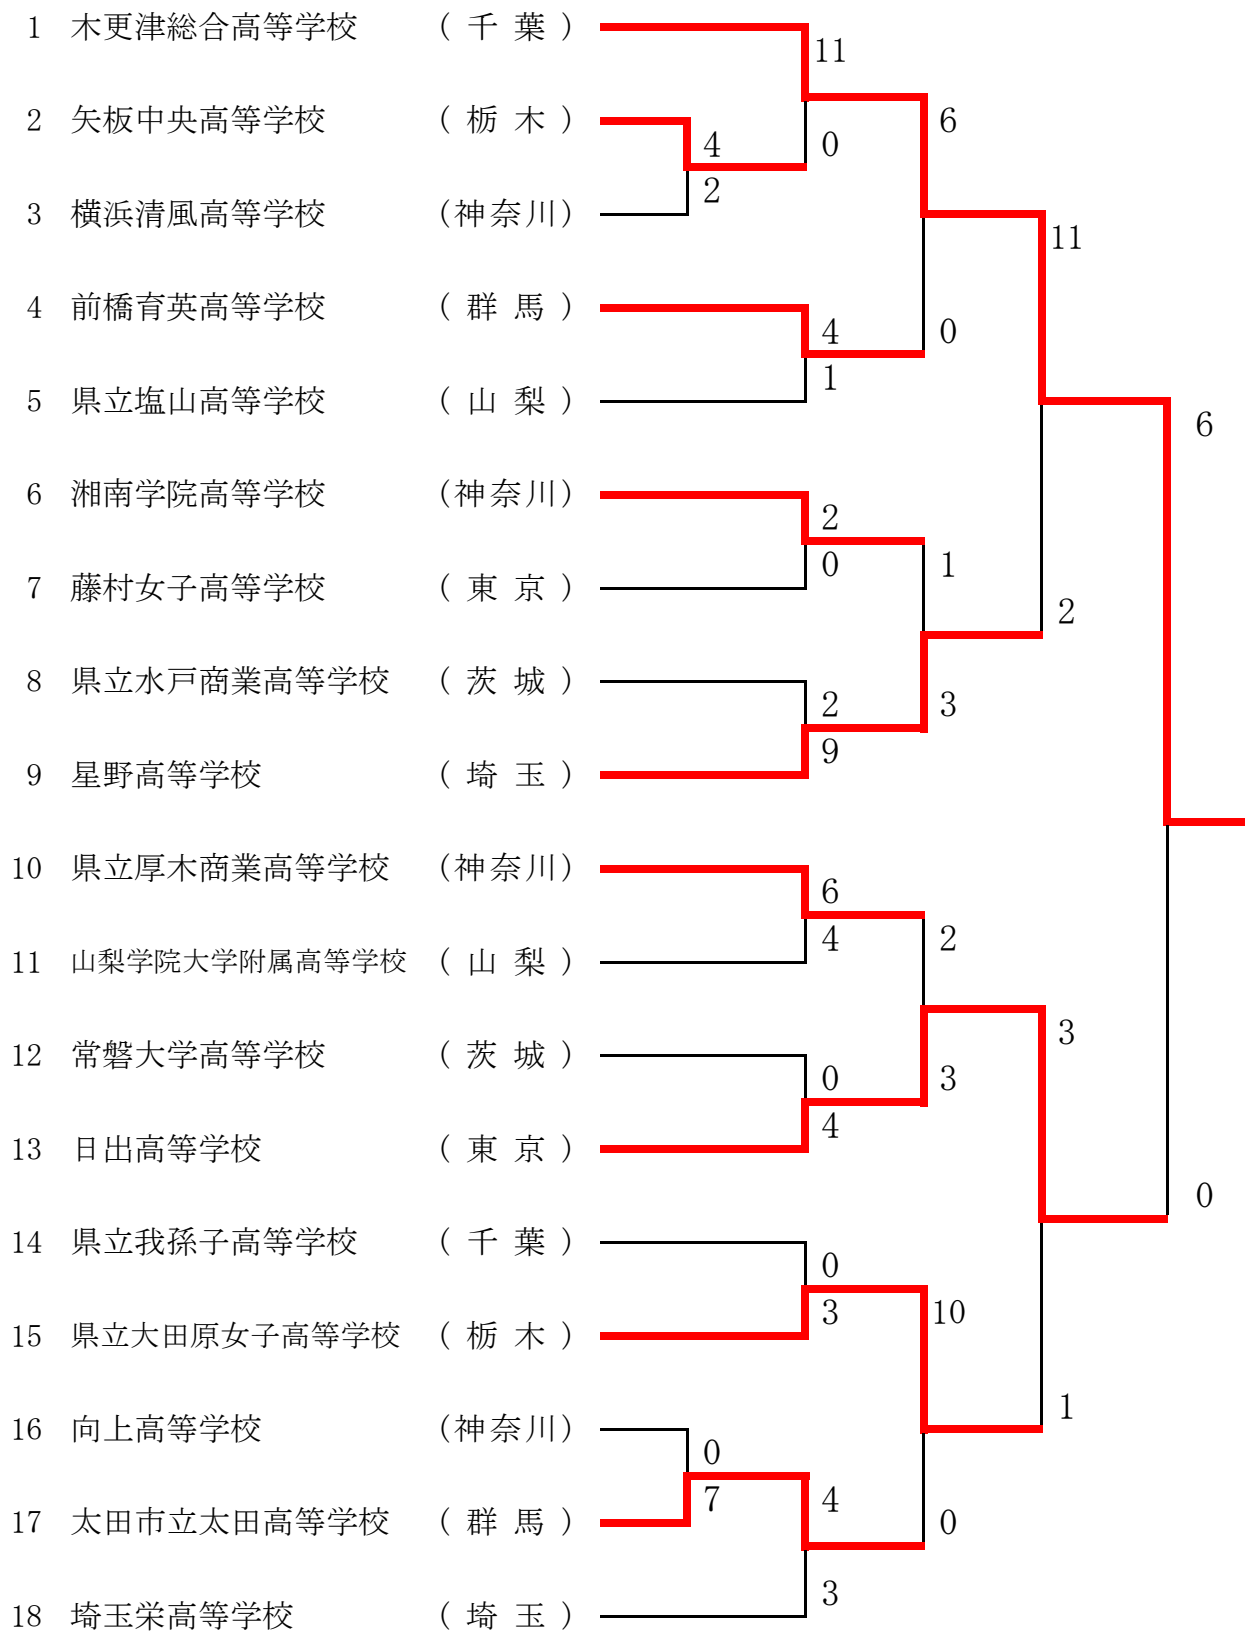 1 木更津総合高等学校 （ 千 葉 ）
11
2 矢板中央高等学校 （ 栃 木 ）
6
4
0
2
3 横浜清風高等学校 （神奈川）
11
4 前橋育英高等学校 （ 群 馬 ）
4
0
1
5 県立塩山高等学校 （ 山 梨 ）
6
6 湘南学院高等学校 （神奈川）
2
0
1
7 藤村女子高等学校 （ 東 京 ）
2
8 県立水戸商業高等学校 （ 茨 城 ）
2
3
9
9 星野高等学校 （ 埼 玉 ）
10 県立厚木商業高等学校 （神奈川）
6
4
2
11 山梨学院大学附属高等学校 （ 山 梨 ）
3
12 常磐大学高等学校 （ 茨 城 ）
0
3
4
13 日出高等学校 （ 東 京 ）
0
14 県立我孫子高等学校 （ 千 葉 ）
0
3
10
15 県立大田原女子高等学校 （ 栃 木 ）
1
16 向上高等学校 （神奈川）
0
7
4
17 太田市立太田高等学校 （ 群 馬 ）
0
3
18 埼玉栄高等学校 （ 埼 玉 ）